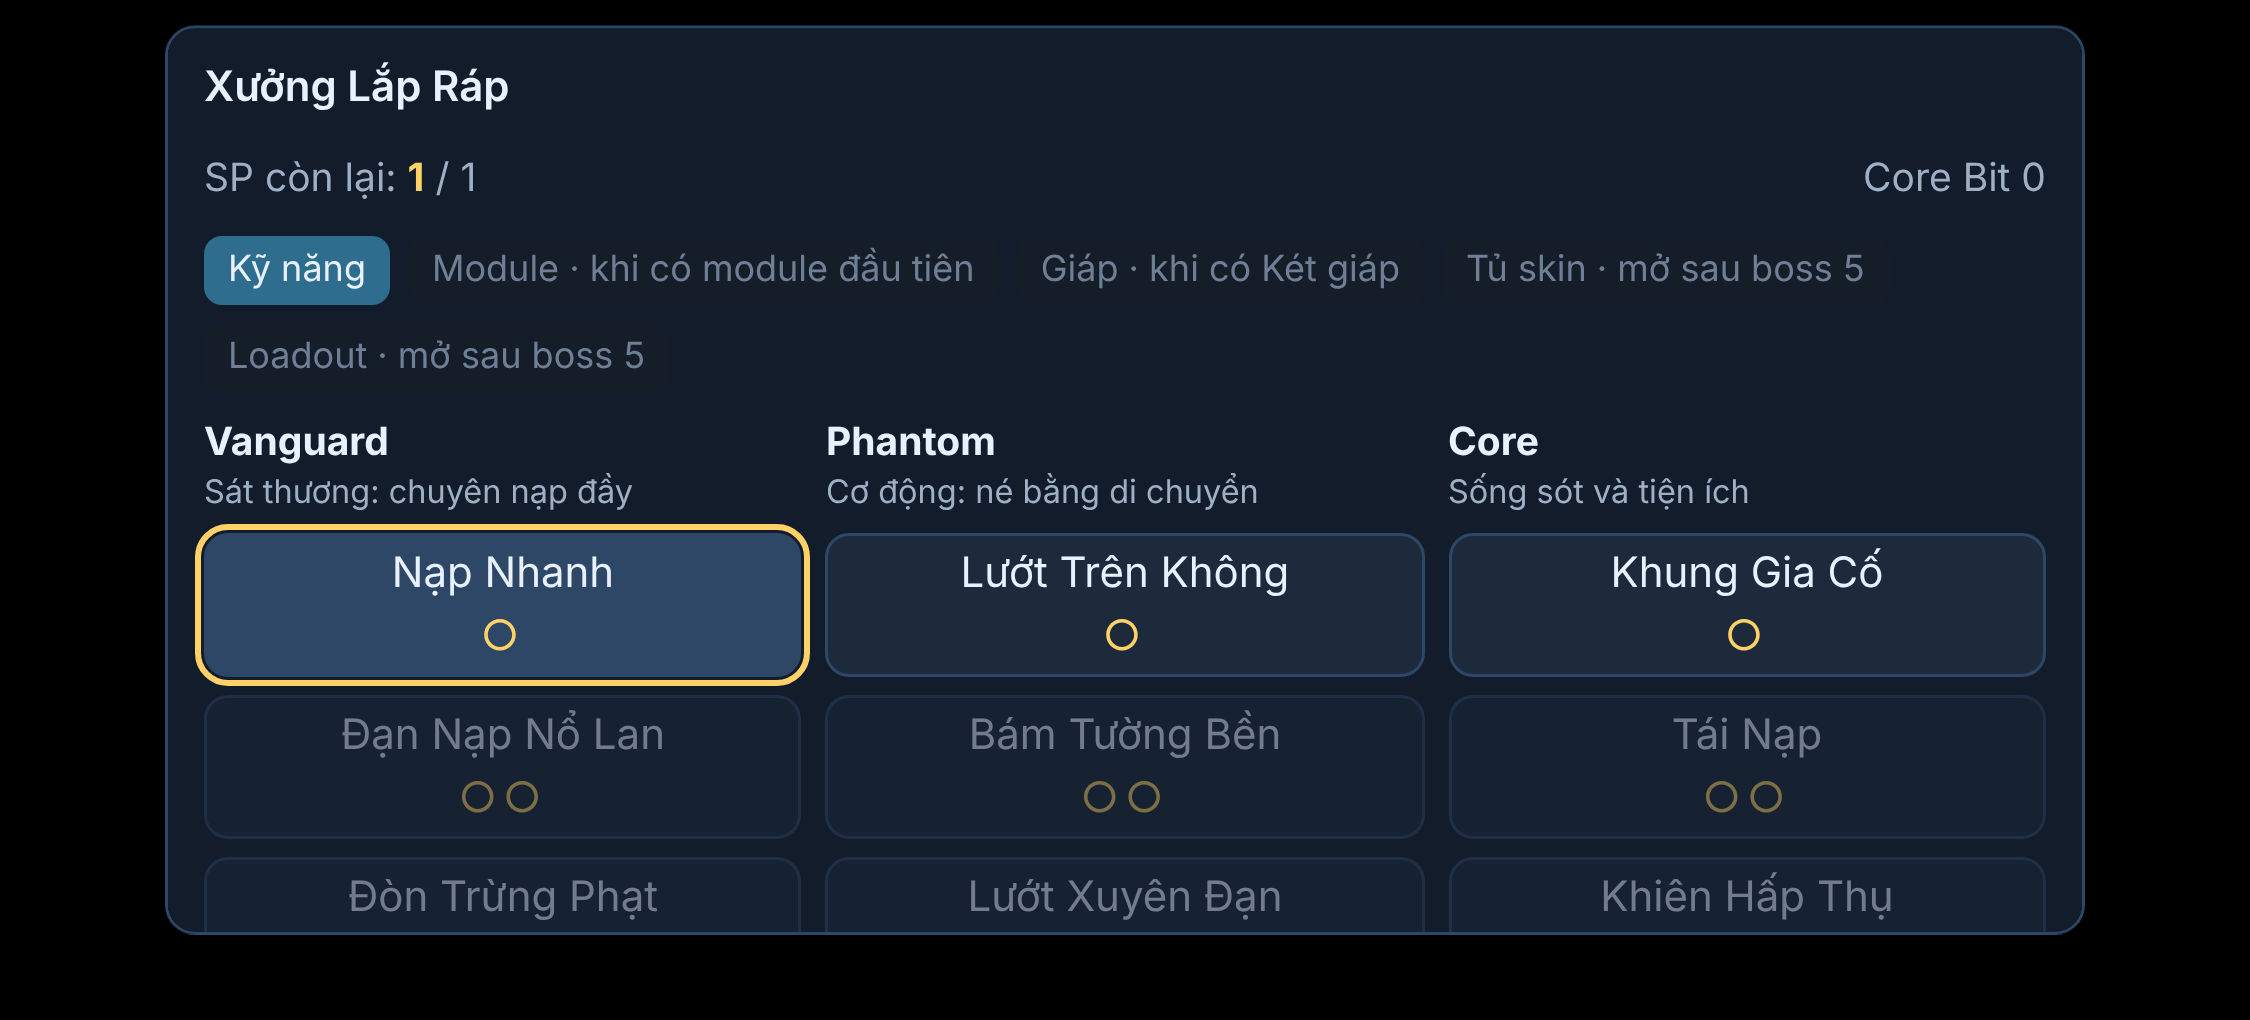 Xưởng Lắp Ráp
SP còn lại: 1 / 1
Core Bit 0
Kỹ năng
Module · khi có module đầu tiên
Giáp · khi có Két giáp
Tủ skin · mở sau boss 5
Loadout · mở sau boss 5
Vanguard
Sát thương: chuyên nạp đầy
Phantom
Cơ động: né bằng di chuyển
Core
Sống sót và tiện ích
Nạp Nhanh
Lướt Trên Không
Khung Gia Cố
Đạn Nạp Nổ Lan
Bám Tường Bền
Tái Nạp
Đòn Trừng Phạt
Lướt Xuyên Đạn
Khiên Hấp Thụ